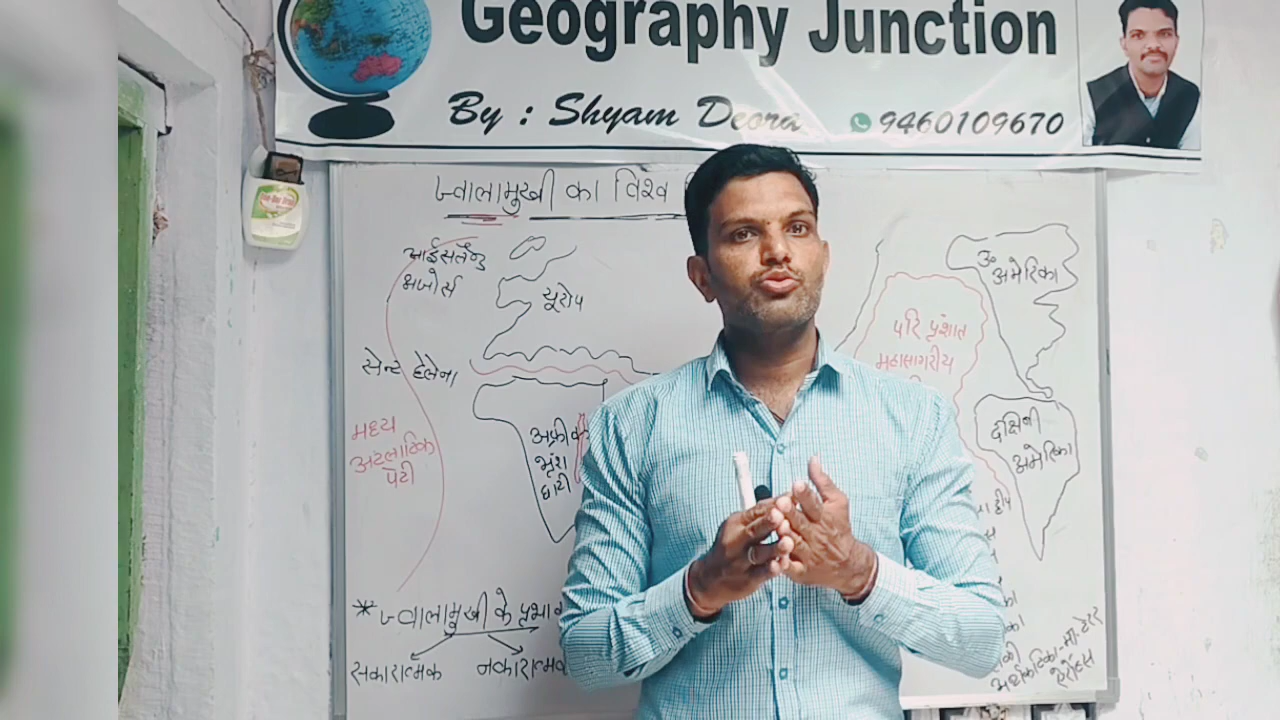 Geography Junction
By : Shyam Deora
9460109670
ज्वालामुखी का विश्व
आईसलैण्ड
अजोर्स
यूरोप
सेन्ट हेलेना
मध्य
अटलांटिक
पेटी
अफ्रीका
भ्रंश
घाटी
परि प्रशांत
महासागरीय
उ० अमेरिका
दक्षिणी
अमेरिका
द्वीप
* ज्वालामुखी के प्रभाव
सकारात्मक
नकारात्मक